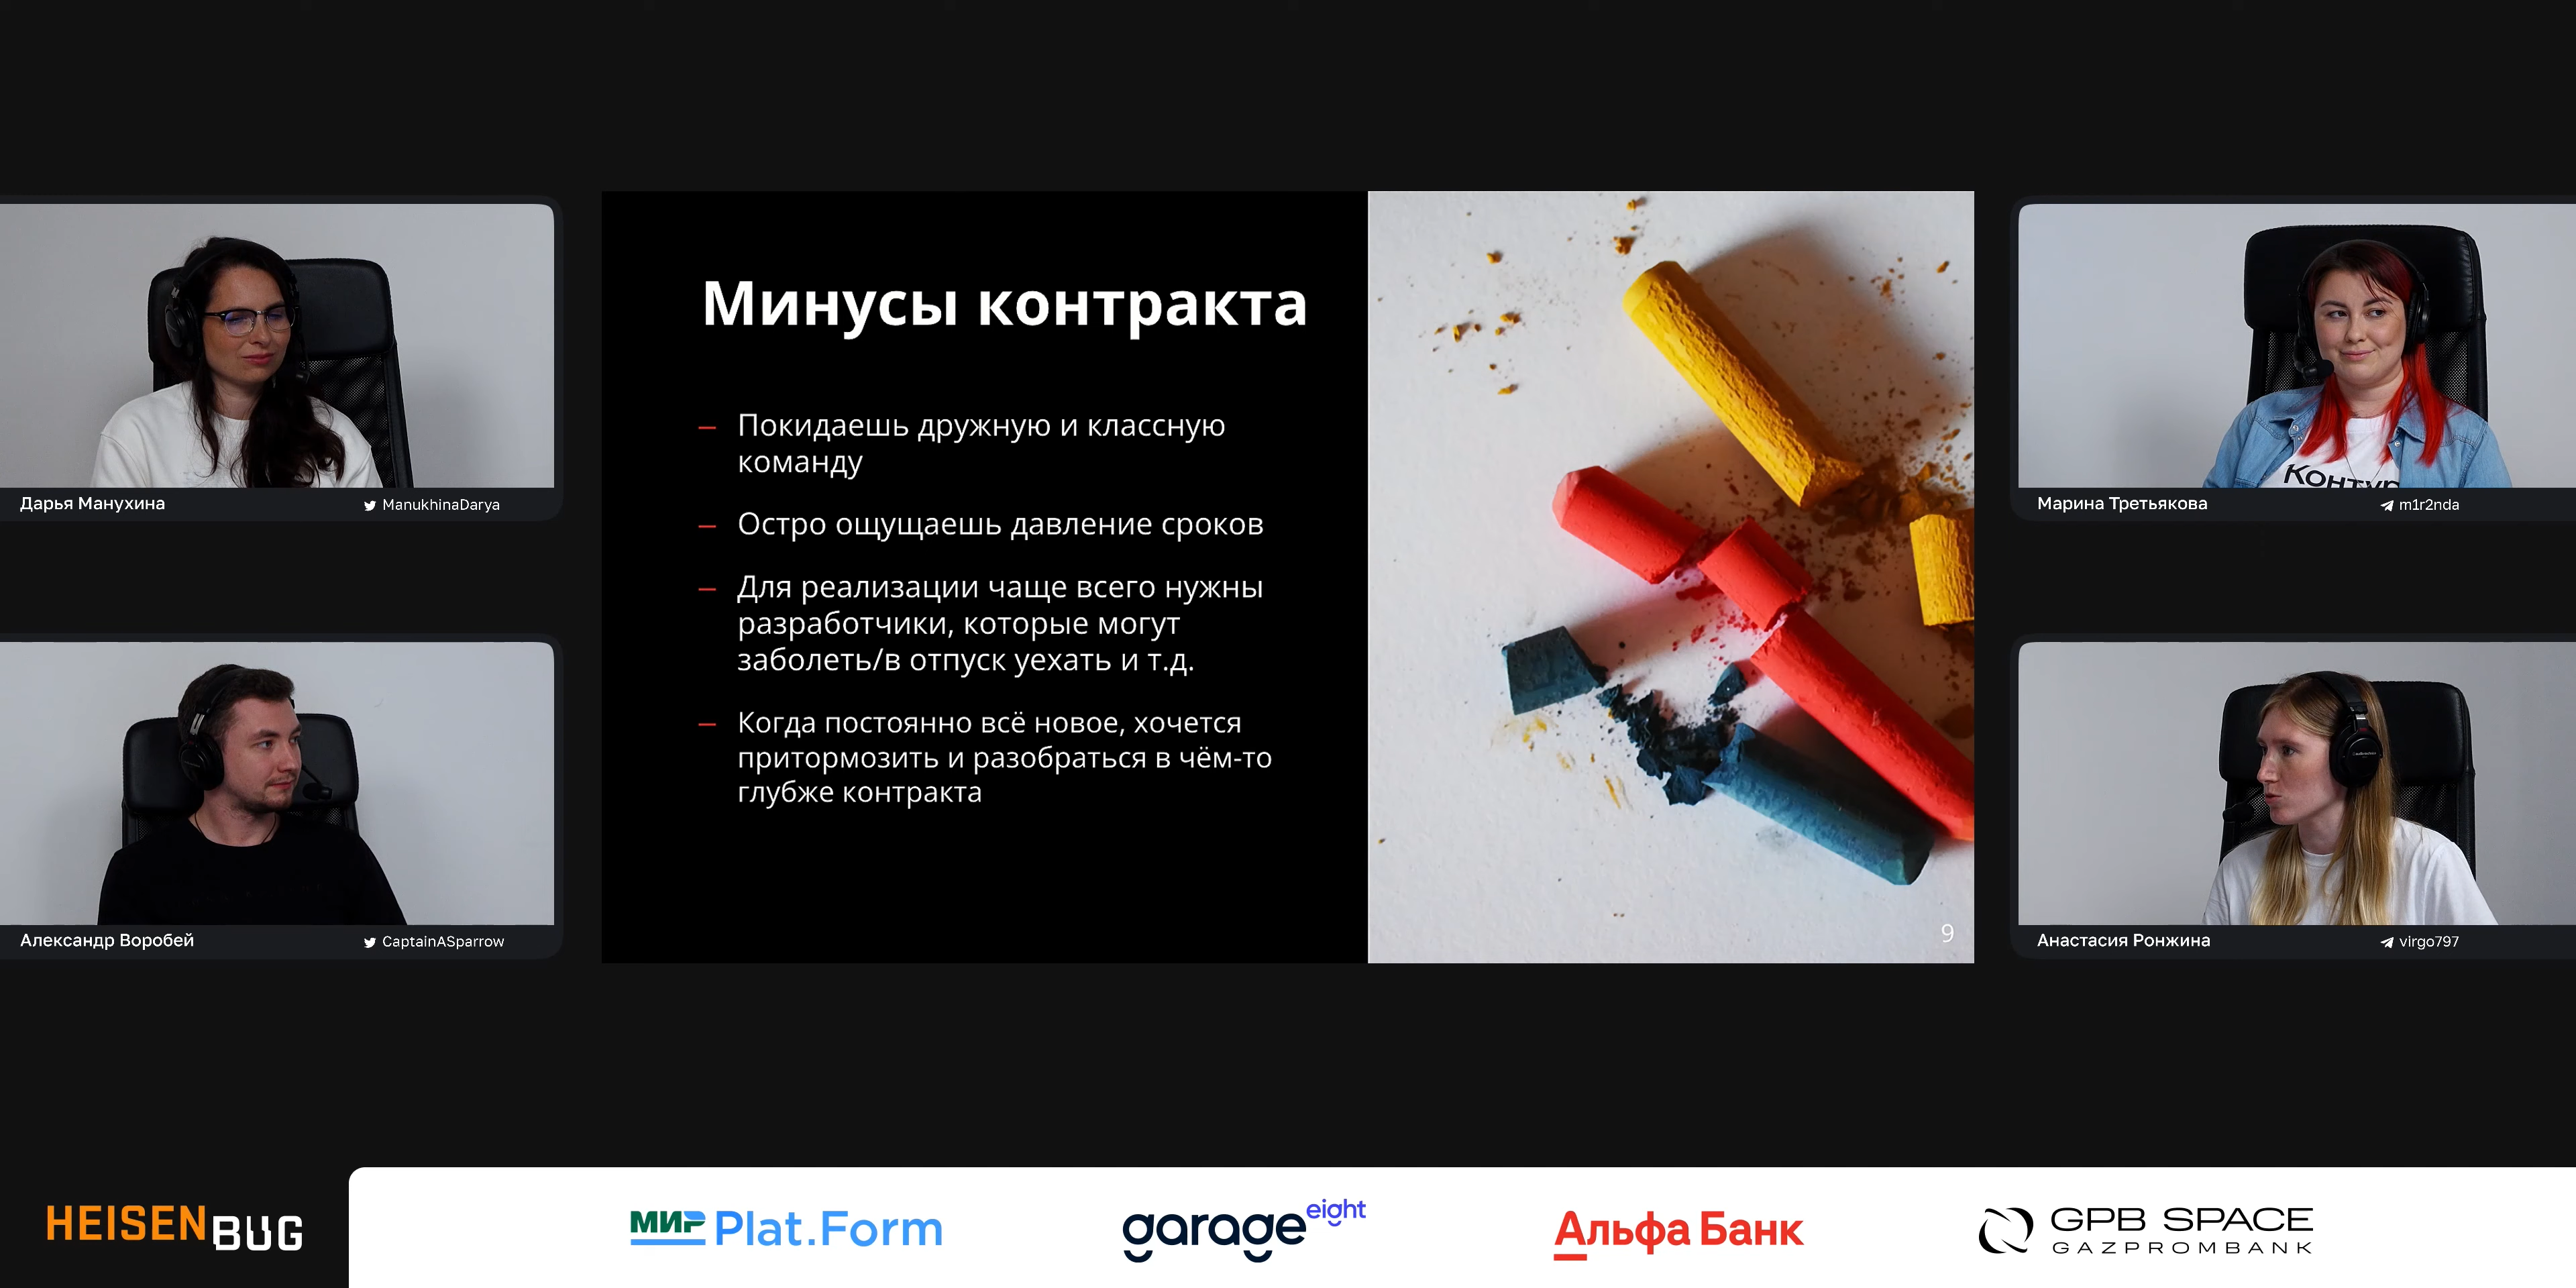 Минусы контракта
— Покидаешь дружную и классную
команду
— Остро ощущаешь давление сроков
— Для реализации чаще всего нужны
разработчики, которые могут
заболеть/в отпуск уехать и т.д.
— Когда постоянно всё новое, хочется
притормозить и разобраться в чём-то
глубже контракта
9
Дарья Манухина ManukhinaDarya
Александр Воробей CaptainASparrow
Контур
Марина Третьякова m1r2nda
Анастасия Ронжина virgo797
HEISENBUG
МИР Plat.Form
garage eight
Альфа Банк
GPB SPACE
GAZPROMBANK